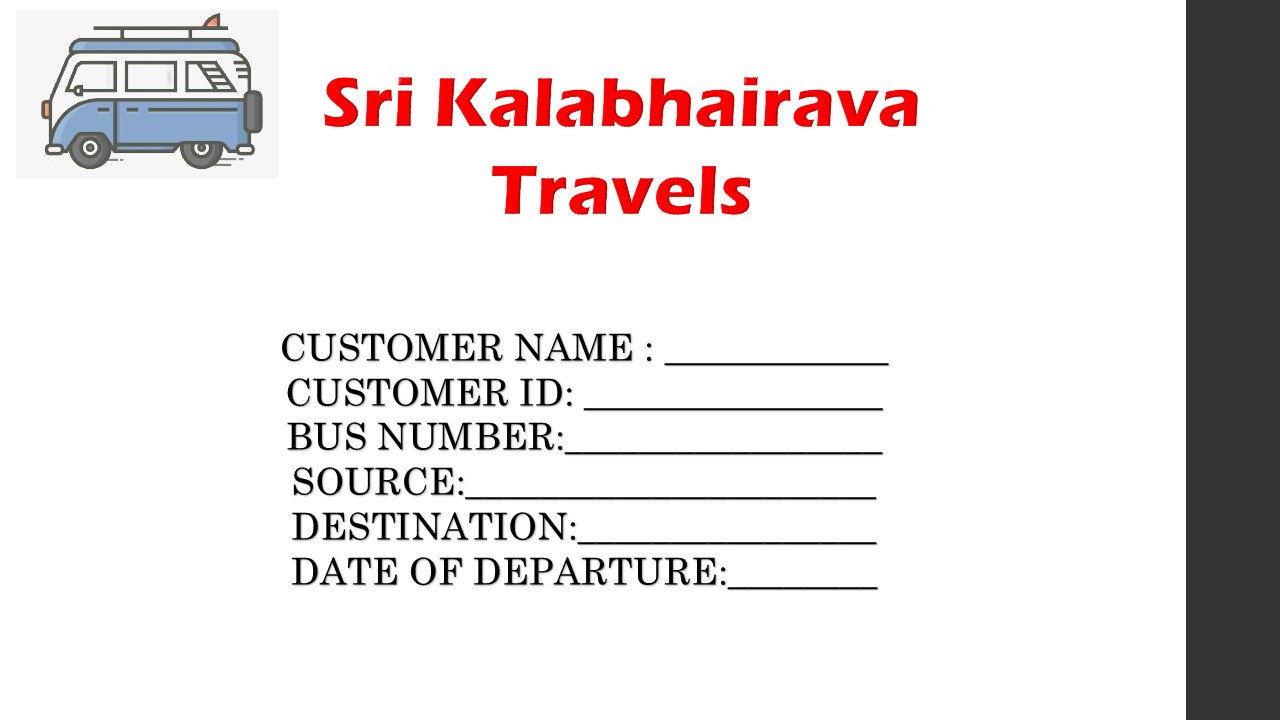 Sri Kalabhairava
Travels
CUSTOMER NAME : ____________
CUSTOMER ID: ________________
BUS NUMBER:_________________
SOURCE:______________________
DESTINATION:________________
DATE OF DEPARTURE:________